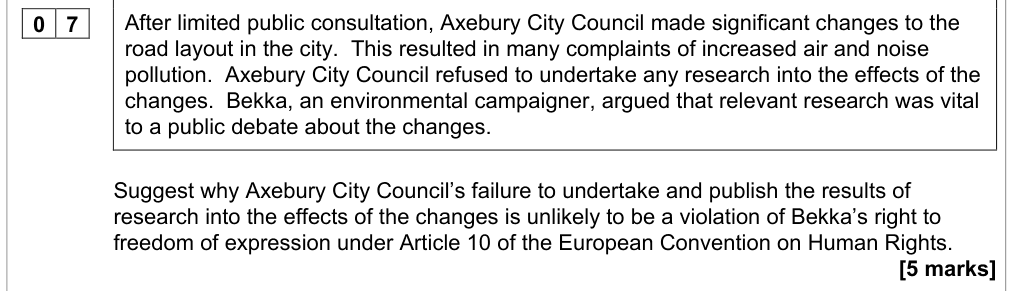 0 7
After limited public consultation, Axebury City Council made significant changes to the
road layout in the city. This resulted in many complaints of increased air and noise
pollution. Axebury City Council refused to undertake any research into the effects of the
changes. Bekka, an environmental campaigner, argued that relevant research was vital
to a public debate about the changes.
Suggest why Axebury City Council's failure to undertake and publish the results of
research into the effects of the changes is unlikely to be a violation of Bekka's right to
freedom of expression under Article 10 of the European Convention on Human Rights.
[5 marks]